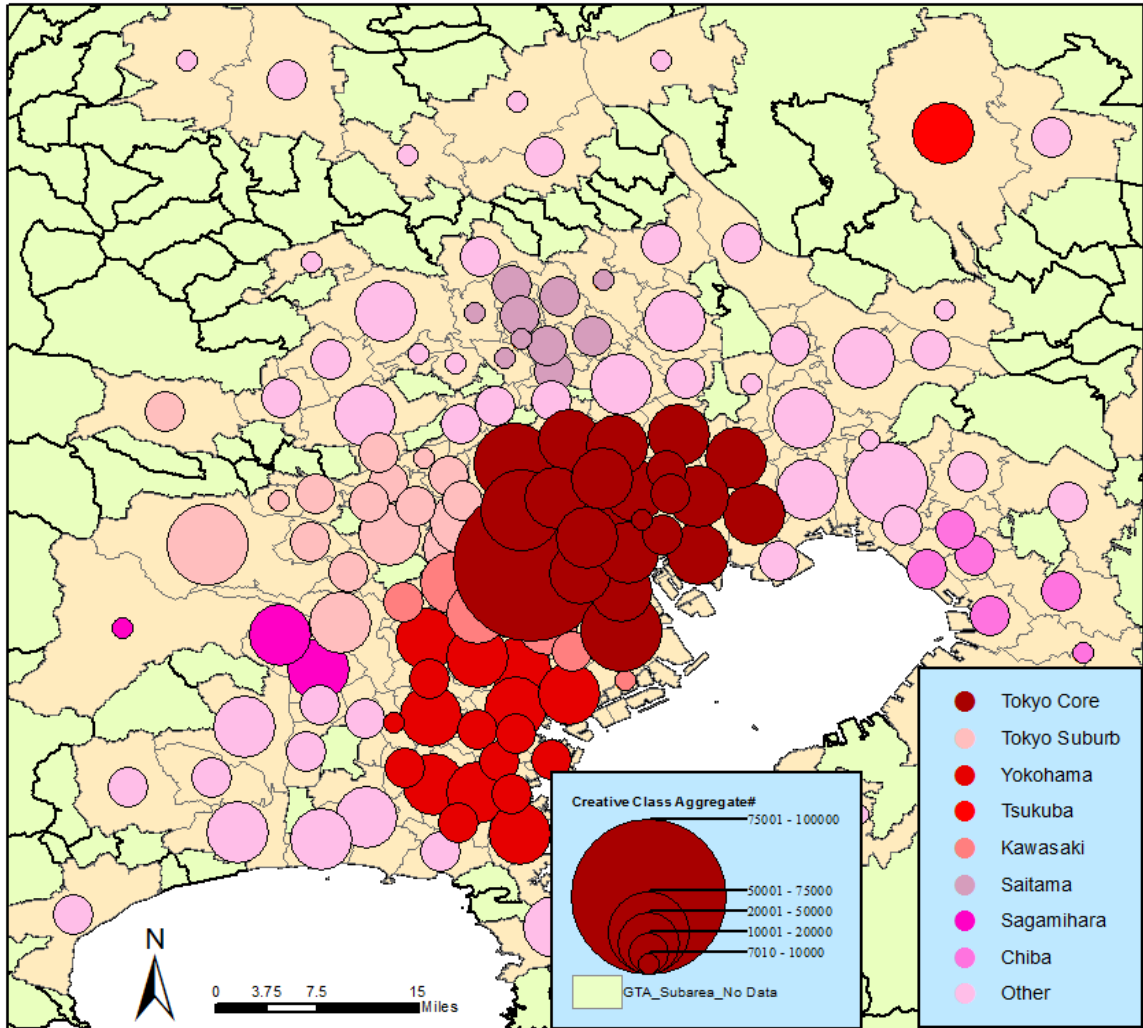 Tokyo Core
Tokyo Suburb
Yokohama
Tsukuba
Kawasaki
Saitama
Sagamihara
Chiba
Other
Creative Class Aggregate#
75001 - 100000
50001 - 75000
20001 - 50000
10001 - 20000
7010 - 10000
GTA_Subarea_No Data
N
0 3.75 7.5 15
Miles